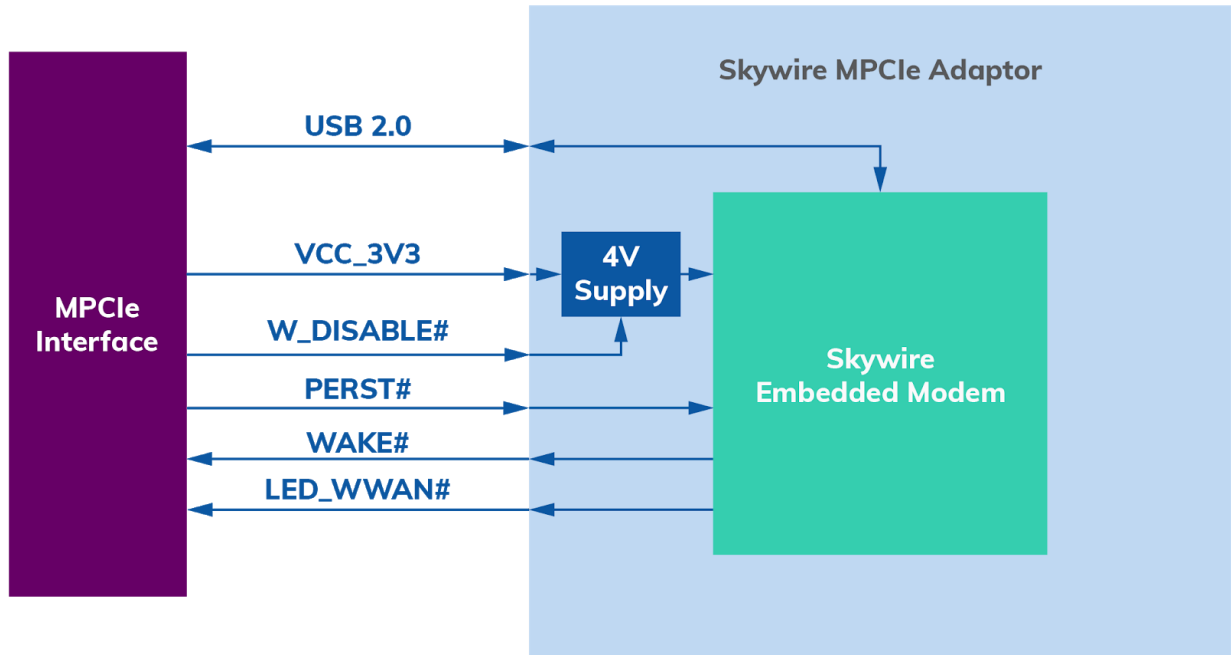 Skywire MPCIe Adaptor
USB 2.0
VCC_3V3
4V
Supply
MPCIe
Interface
W_DISABLE#
Skywire
Embedded Modem
PERST#
WAKE#
LED_WWAN#